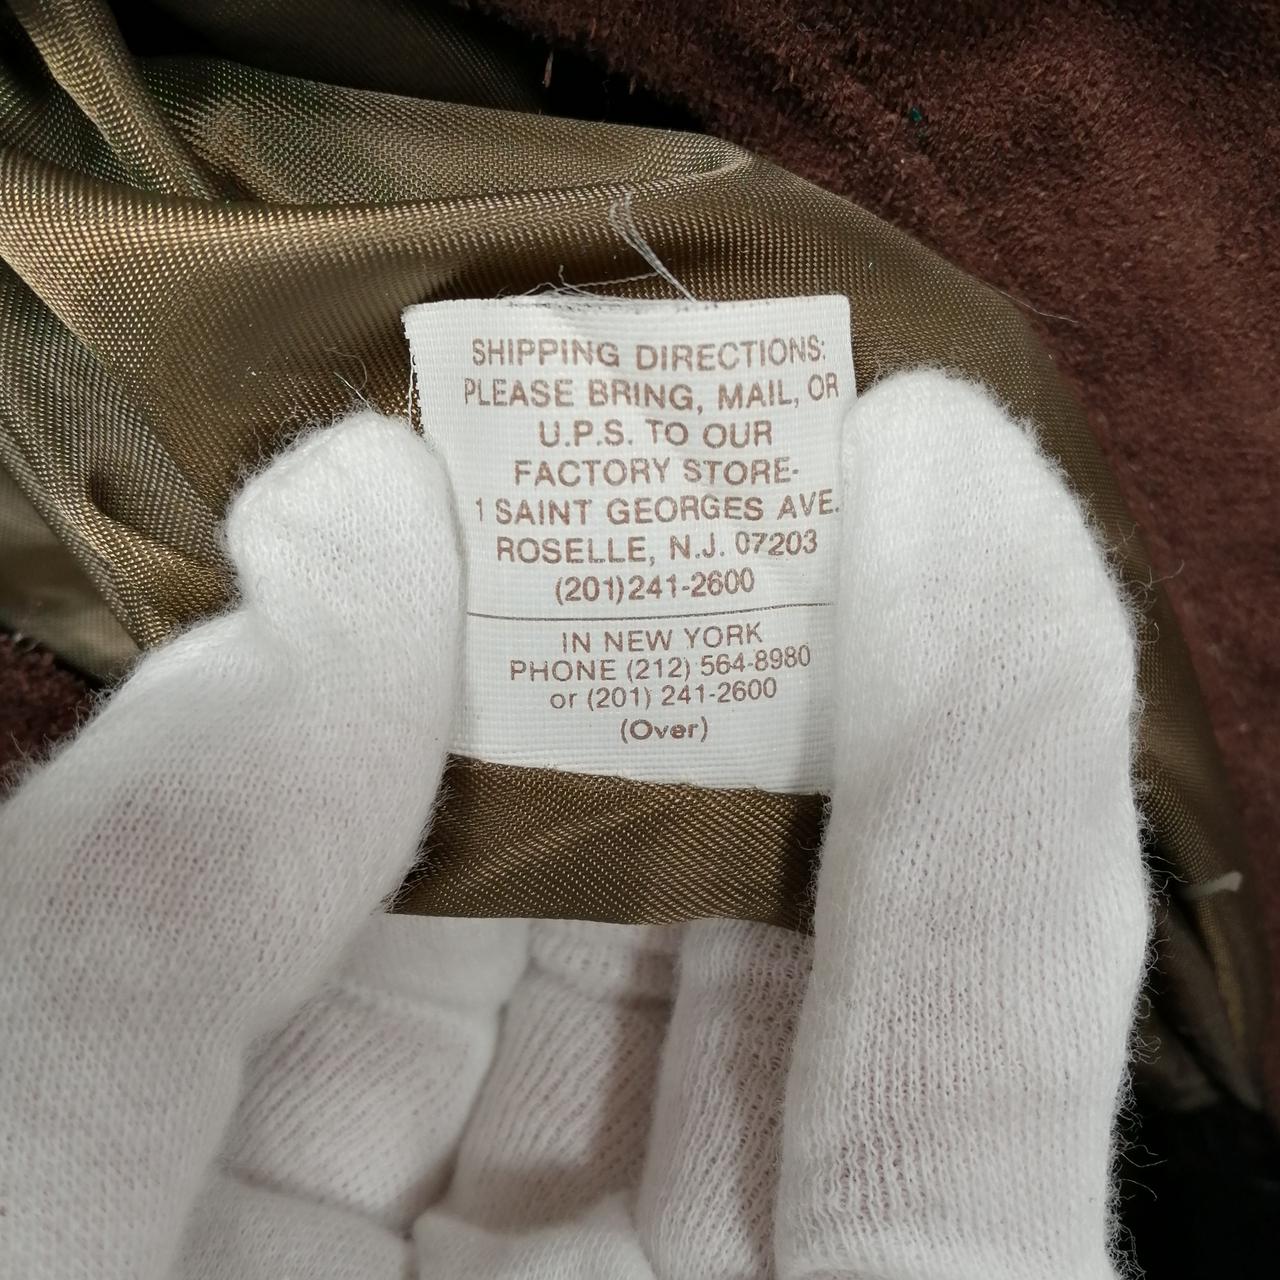 SHIPPING DIRECTIONS:
PLEASE BRING, MAIL, OR
U.P.S. TO OUR
FACTORY STORE-
1 SAINT GEORGES AVE.
ROSELLE, N.J. 07203
(201)241-2600
IN NEW YORK
PHONE (212) 564-8980
or (201) 241-2600
(Over)